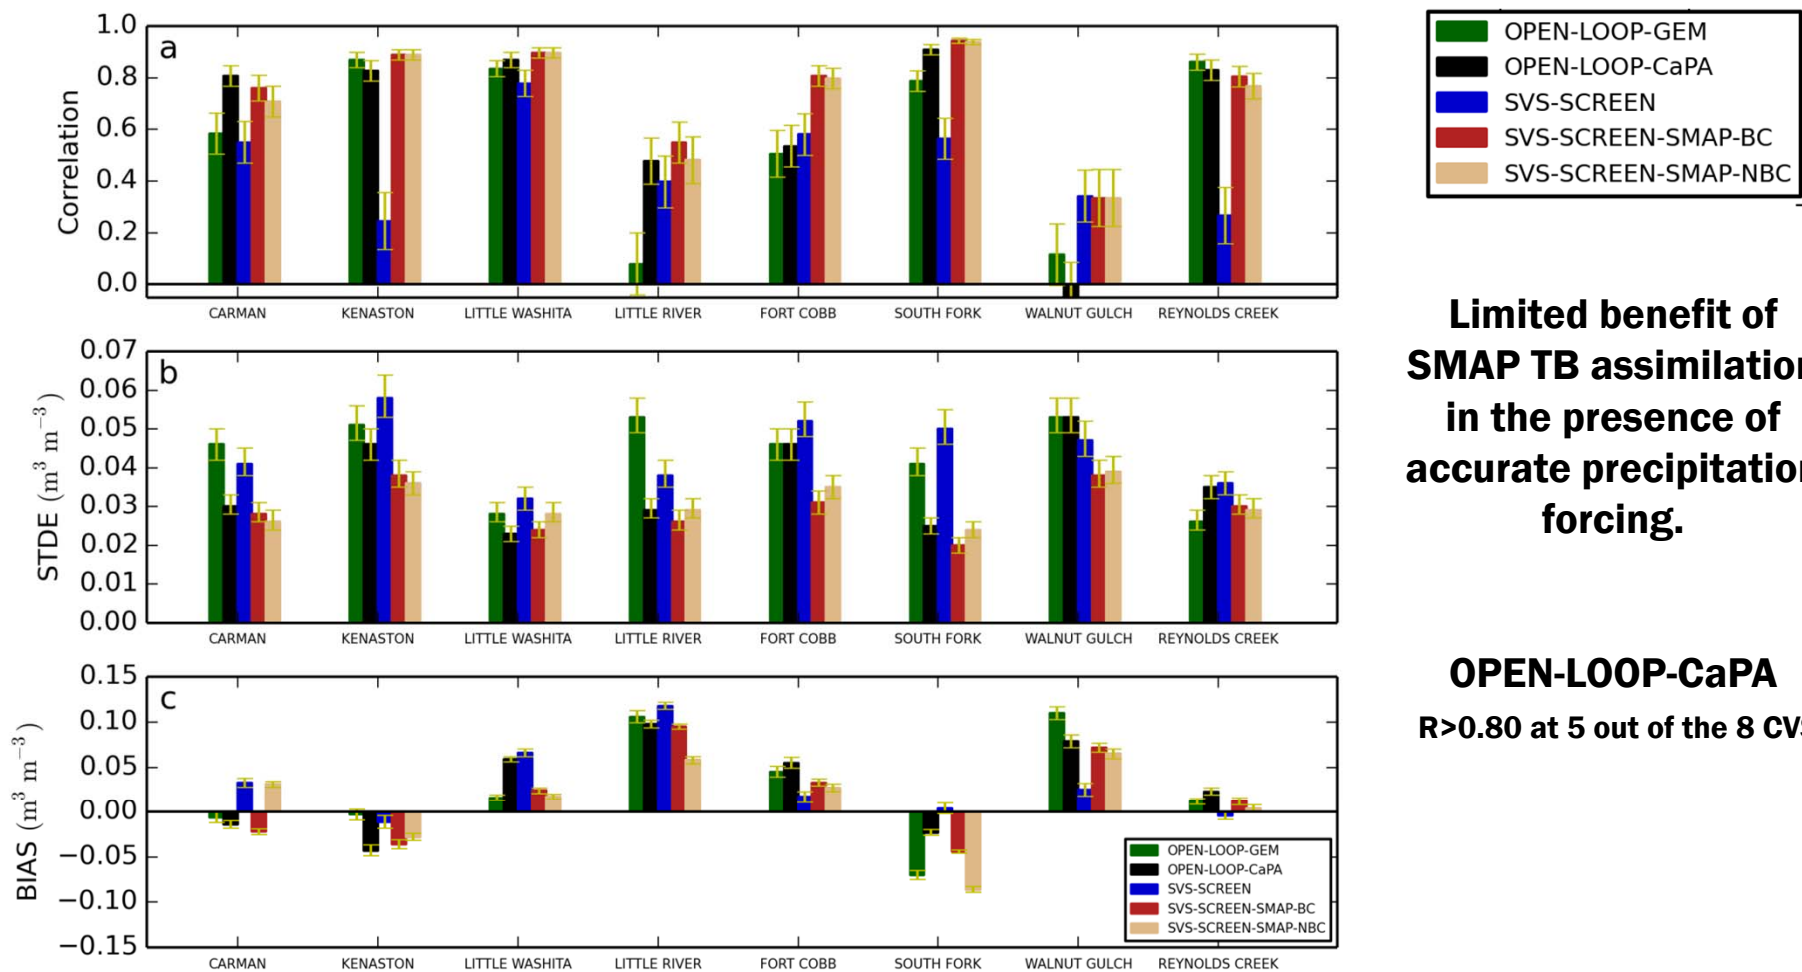 a
Correlation
1.0
0.8
0.6
0.4
0.2
0.0
CARMAN KENASTON LITTLE WASHITA LITTLE RIVER FORT COBB SOUTH FORK WALNUT GULCH REYNOLDS CREEK
b
STDE (m³ m⁻³)
0.07
0.06
0.05
0.04
0.03
0.02
0.01
0.00
CARMAN KENASTON LITTLE WASHITA LITTLE RIVER FORT COBB SOUTH FORK WALNUT GULCH REYNOLDS CREEK
c
BIAS (m³ m⁻³)
0.15
0.10
0.05
0.00
−0.05
−0.10
−0.15
OPEN-LOOP-GEM
OPEN-LOOP-CaPA
SVS-SCREEN
SVS-SCREEN-SMAP-BC
SVS-SCREEN-SMAP-NBC
CARMAN KENASTON LITTLE WASHITA LITTLE RIVER FORT COBB SOUTH FORK WALNUT GULCH REYNOLDS CREEK
OPEN-LOOP-GEM
OPEN-LOOP-CaPA
SVS-SCREEN
SVS-SCREEN-SMAP-BC
SVS-SCREEN-SMAP-NBC
Limited benefit of
SMAP TB assimilation
in the presence of
accurate precipitation
forcing.
OPEN-LOOP-CaPA
R>0.80 at 5 out of the 8 CVS